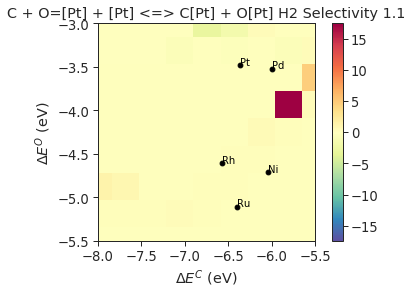 C + O=[Pt] + [Pt] <=> C[Pt] + O[Pt] H2 Selectivity 1.1
−3.0
−3.5
−4.0
−4.5
−5.0
−5.5
ΔE^O (eV)
Pt
Pd
Rh
Ni
Ru
−8.0 −7.5 −7.0 −6.5 −6.0 −5.5
ΔE^C (eV)
15
10
5
0
−5
−10
−15